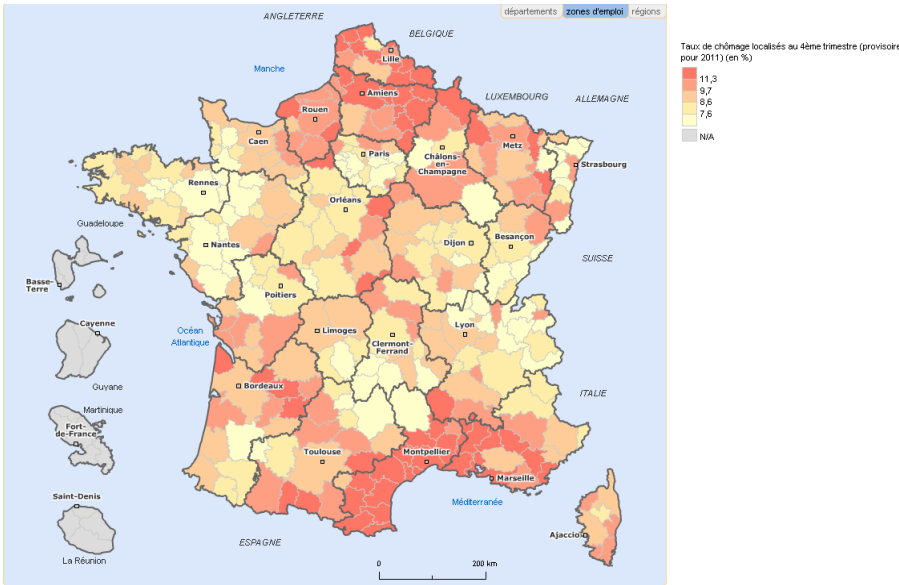 départements zones d'emploi régions
ANGLETERRE
BELGIQUE
Lille
Manche
Amiens
LUXEMBOURG
ALLEMAGNE
Rouen
Caen
Metz
Paris
Châlons-
en-
Champagne
Strasbourg
Rennes
Orléans
Guadeloupe
Nantes
Dijon
Besançon
SUISSE
Basse-
Terre
Poitiers
Cayenne
Océan
Atlantique
Limoges
Lyon
Clermont-
Ferrand
Guyane
Bordeaux
ITALIE
Martinique
Fort-
de-France
Toulouse
Montpellier
Marseille
Saint-Denis
Méditerranée
Ajaccio
ESPAGNE
La Réunion
0 200 km
Taux de chômage localisés au 4ème trimestre (provisoire
pour 2011) (en %)
11,3
9,7
8,6
7,6
N/A